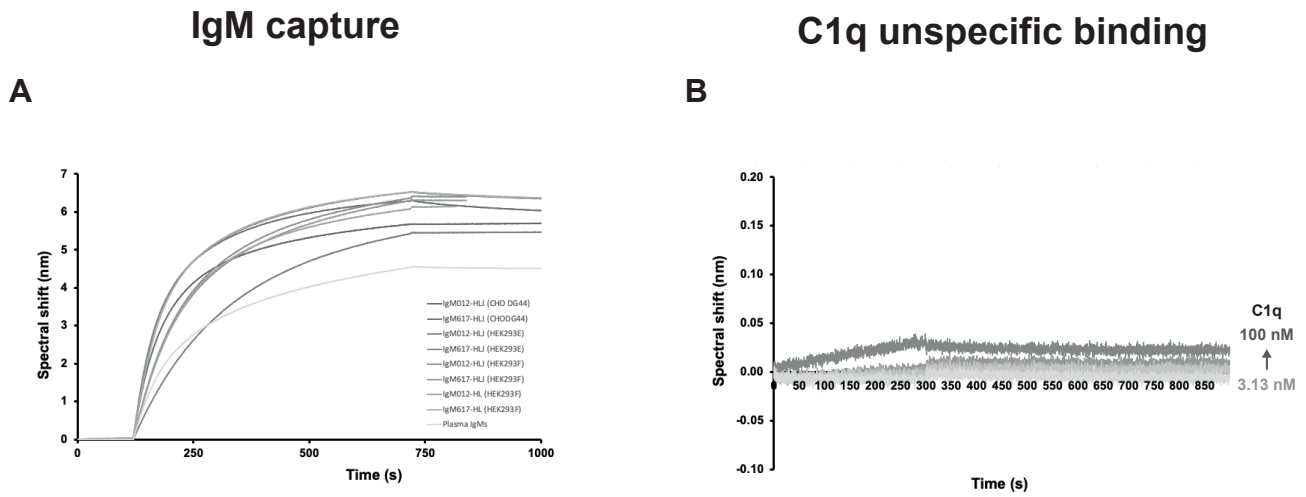 IgM capture
C1q unspecific binding
A
B
Spectral shift (nm)
7
6
5
4
3
2
1
0
0
250
500
750
1000
Time (s)
IgM012-HLJ (CHO DG44)
IgM617-HLJ (CHODG44)
IgM012-HLJ (HEK293E)
IgM617-HLJ (HEK293E)
IgM012-HLJ (HEK293F)
IgM617-HLJ (HEK293F)
IgM012-HL (HEK293F)
IgM617-HL (HEK293F)
Plasma IgMs
Spectral shift (nm)
0.20
0.15
0.10
0.05
0.00
-0.05
-0.10
0 50 100 150 200 250 300 350 400 450 500 550 600 650 700 750 800 850
Time (s)
C1q
100 nM
3.13 nM